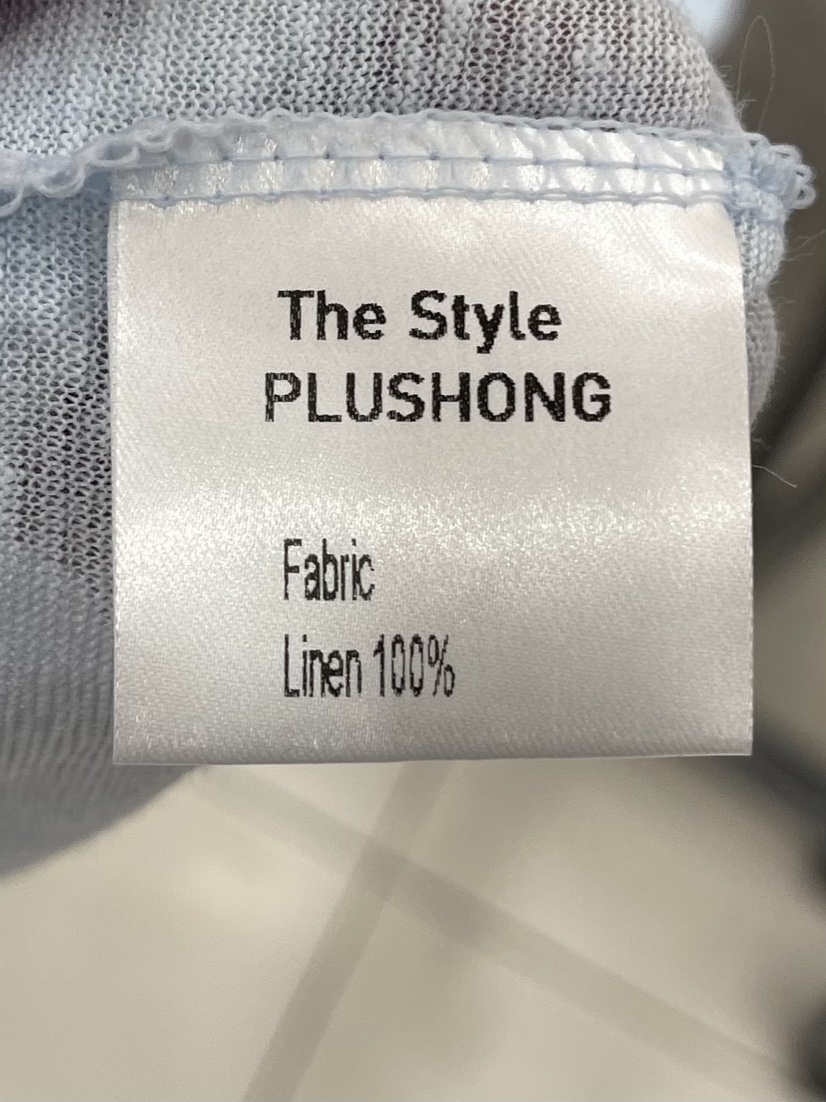 The Style
PLUSHONG
Fabric
Linen 100%